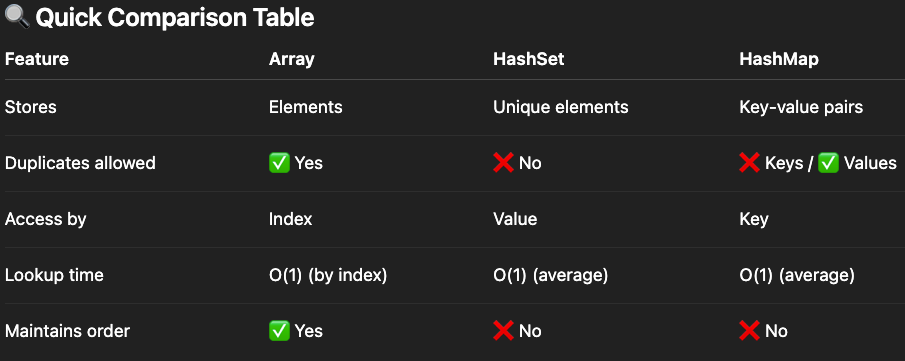 🔍 Quick Comparison Table
Feature Array HashSet HashMap
Stores Elements Unique elements Key-value pairs
Duplicates allowed ✅ Yes ❌ No ❌ Keys / ✅ Values
Access by Index Value Key
Lookup time O(1) (by index) O(1) (average) O(1) (average)
Maintains order ✅ Yes ❌ No ❌ No